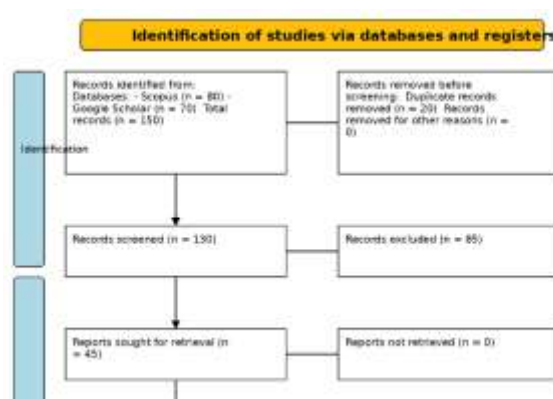 Identification of studies via databases and registers
Records identified from:
Databases: - Scopus (n = 80) -
Google Scholar (n = 70) Total
records (n = 150)
Records removed before
screening: Duplicate records
removed (n = 20) Records
removed for other reasons (n =
0)
Identification
Records screened (n = 130)
Records excluded (n = 85)
Reports sought for retrieval (n
= 45)
Reports not retrieved (n = 0)